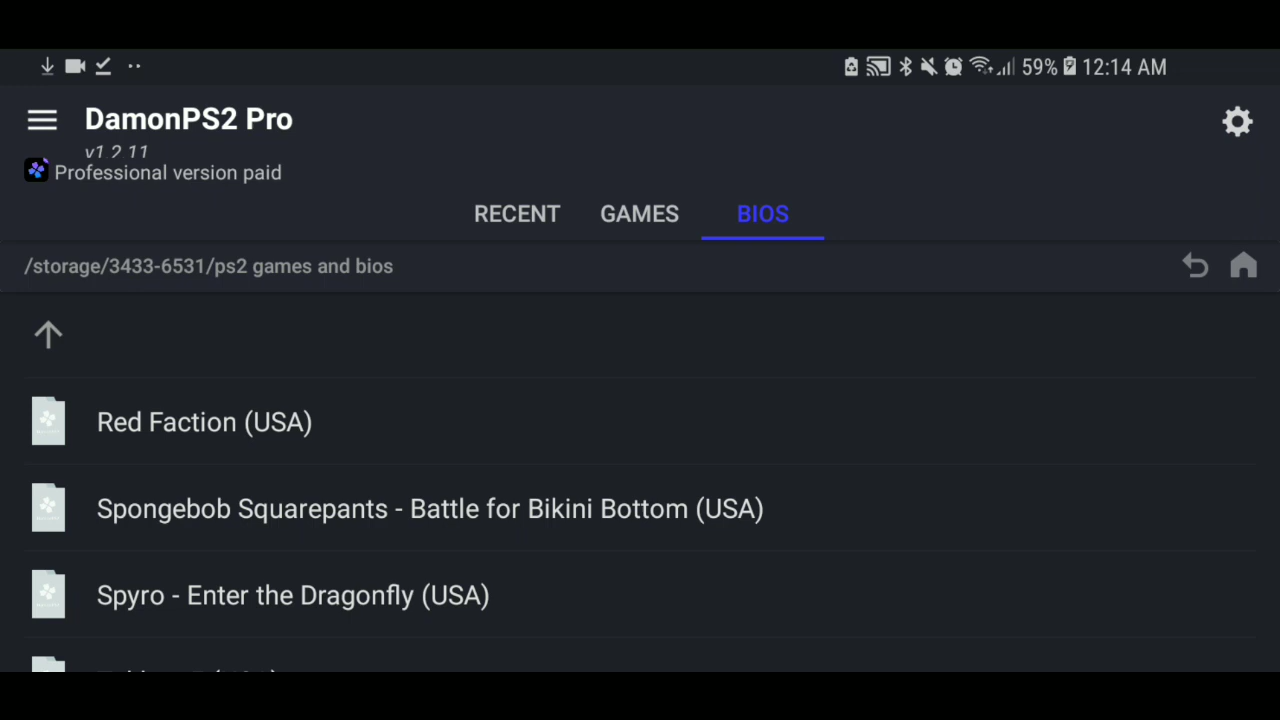 59% 12:14 AM
DamonPS2 Pro
v1.2.11
Professional version paid
RECENT GAMES BIOS
/storage/3433-6531/ps2 games and bios
Red Faction (USA)
Spongebob Squarepants - Battle for Bikini Bottom (USA)
Spyro - Enter the Dragonfly (USA)